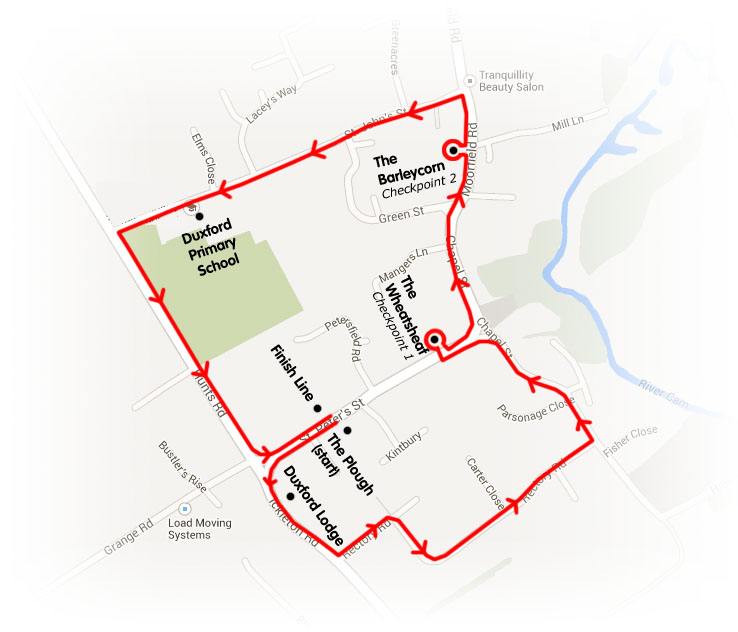 Greenacres
Rd
Tranquillity
Beauty Salon
Lacey's Way
St. John's St
Mill Ln
Elms Close
Moorfield Rd
The
Barleycorn
Checkpoint 2
Green St
Duxford
Primary
School
Chapel St
Mangers Ln
The
Wheatsheaf
Checkpoint 1
Petersfield Rd
Chapel St
Finish Line
River Cam
Hunts Rd
St. Peter's St
Parsonage Close
The Plough
(start)
Kintbury
Fisher Close
Bustler's Rise
Duxford Lodge
Carter Close
Rectory Rd
Load Moving
Systems
Grange Rd
Ickleton Rd
Rectory Rd